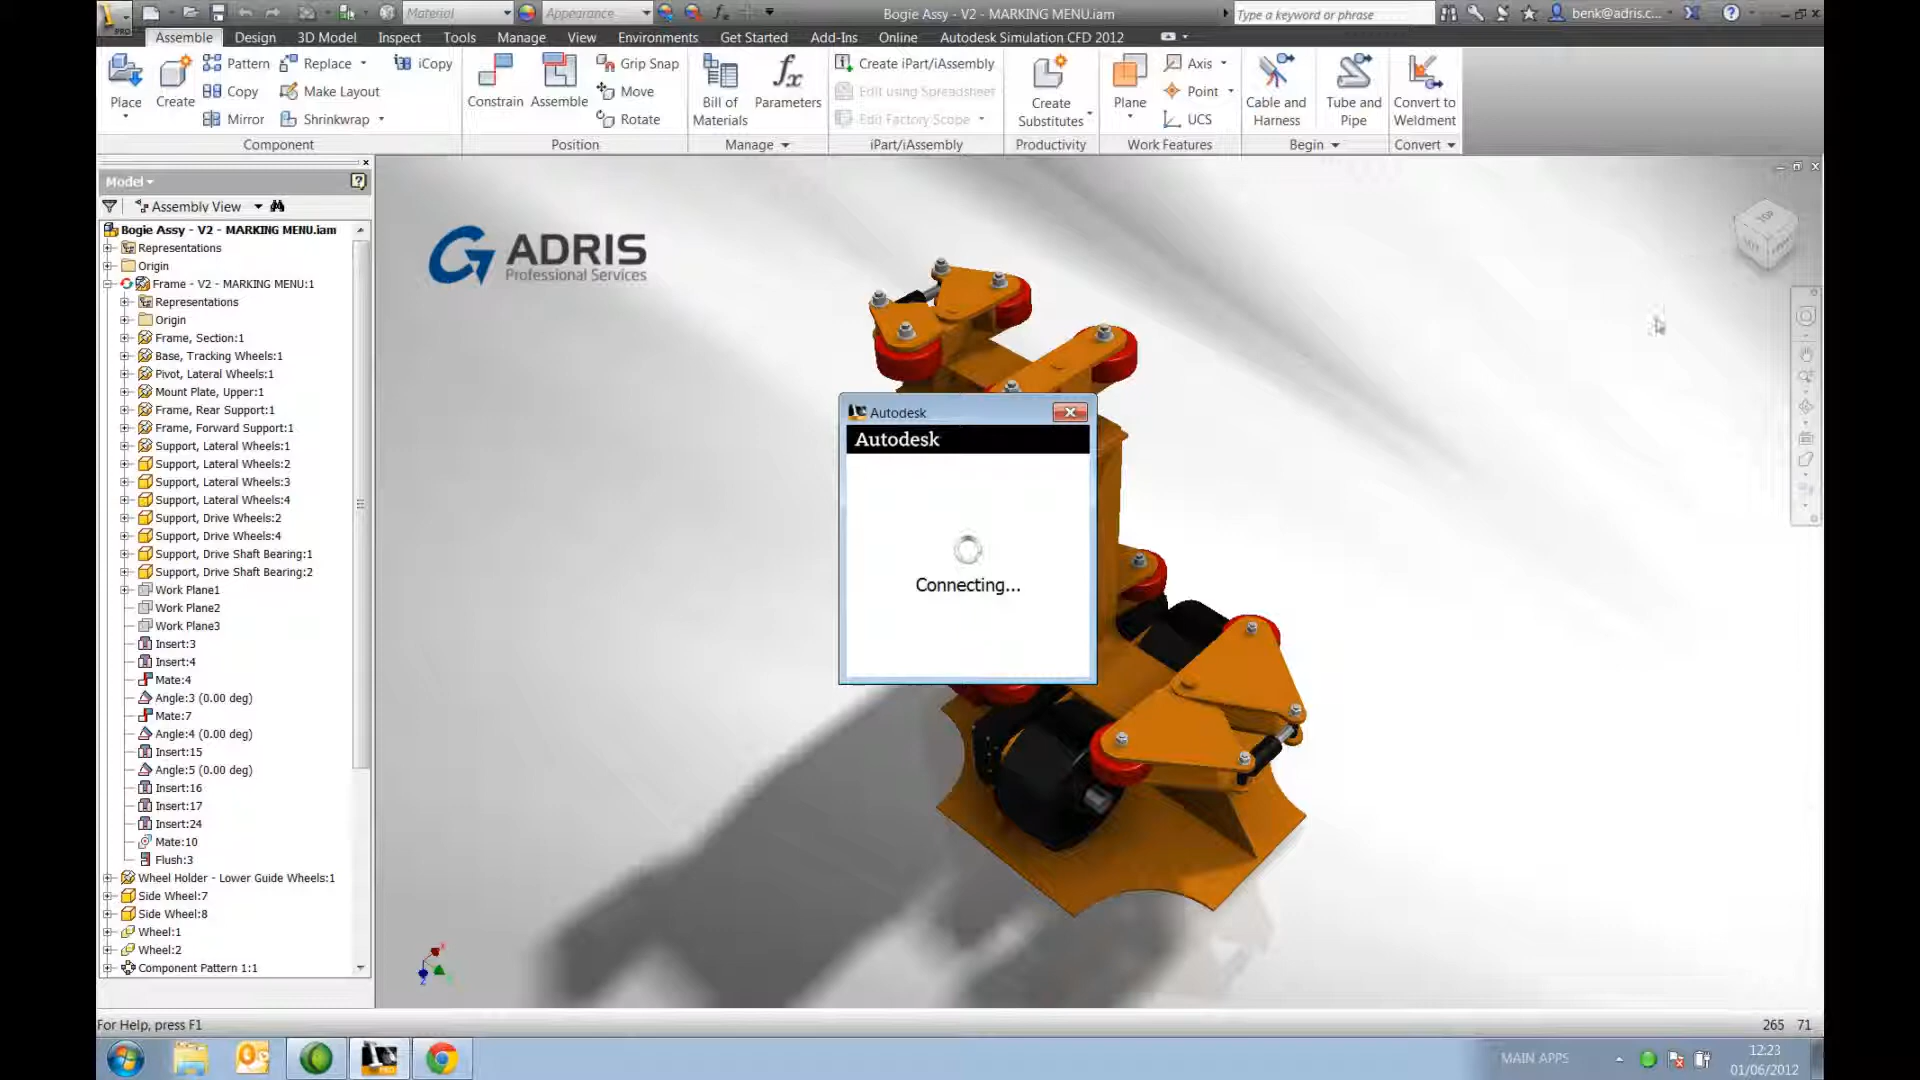 Material
Appearance
Bogie Assy - V2 - MARKING MENU.iam
Type a keyword or phrase
benk@adris.c...
PRO
Assemble Design 3D Model Inspect Tools Manage View Environments Get Started Add-Ins Online Autodesk Simulation CFD 2012
Place
Create
Pattern
Copy
Mirror
Replace
Make Layout
Shrinkwrap
iCopy
Component
Constrain
Assemble
Grip Snap
Move
Rotate
Position
Bill of Materials
Parameters
Manage
Create iPart/iAssembly
Edit using Spreadsheet
Edit Factory Scope
iPart/iAssembly
Create Substitutes
Productivity
Plane
Axis
Point
UCS
Work Features
Cable and Harness
Tube and Pipe
Begin
Convert to Weldment
Convert
Model
Assembly View
Bogie Assy - V2 - MARKING MENU.iam
Representations
Origin
Frame - V2 - MARKING MENU:1
Representations
Origin
Frame, Section:1
Base, Tracking Wheels:1
Pivot, Lateral Wheels:1
Mount Plate, Upper:1
Frame, Rear Support:1
Frame, Forward Support:1
Support, Lateral Wheels:1
Support, Lateral Wheels:2
Support, Lateral Wheels:3
Support, Lateral Wheels:4
Support, Drive Wheels:2
Support, Drive Wheels:4
Support, Drive Shaft Bearing:1
Support, Drive Shaft Bearing:2
Work Plane1
Work Plane2
Work Plane3
Insert:3
Insert:4
Mate:4
Angle:3 (0.00 deg)
Mate:7
Angle:4 (0.00 deg)
Insert:15
Angle:5 (0.00 deg)
Insert:16
Insert:17
Insert:24
Mate:10
Flush:3
Wheel Holder - Lower Guide Wheels:1
Side Wheel:7
Side Wheel:8
Wheel:1
Wheel:2
Component Pattern 1:1
ADRIS
Professional Services
TOP
Autodesk
Autodesk
Connecting...
For Help, press F1
265 71
MAIN APPS
12:23
01/06/2012